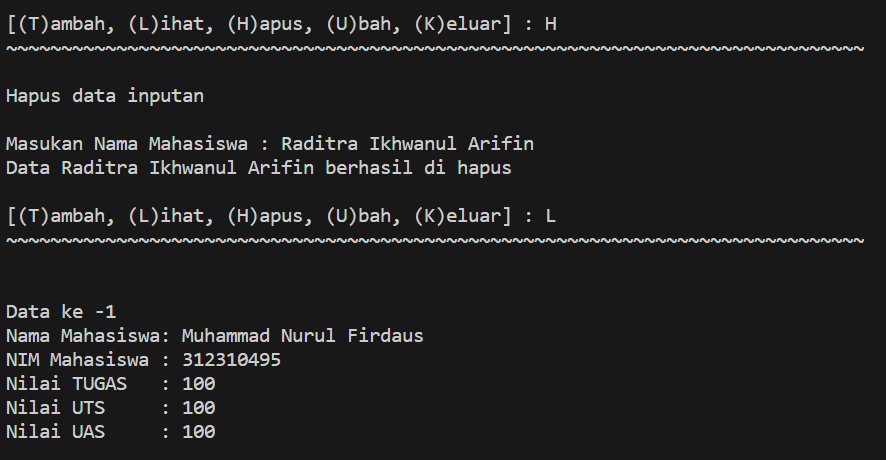 [(T)ambah, (L)ihat, (H)apus, (U)bah, (K)eluar] : H
~~~~~~~~~~~~~~~~~~~~~~~~~~~~~~~~~~~~~~~~~~~~~~~~~~~~~~~~~~~~~~~~~~~~~~~~~~~~~~
Hapus data inputan
Masukan Nama Mahasiswa : Raditra Ikhwanul Arifin
Data Raditra Ikhwanul Arifin berhasil di hapus
[(T)ambah, (L)ihat, (H)apus, (U)bah, (K)eluar] : L
~~~~~~~~~~~~~~~~~~~~~~~~~~~~~~~~~~~~~~~~~~~~~~~~~~~~~~~~~~~~~~~~~~~~~~~~~~~~~~
Data ke -1
Nama Mahasiswa: Muhammad Nurul Firdaus
NIM Mahasiswa : 312310495
Nilai TUGAS   : 100
Nilai UTS     : 100
Nilai UAS     : 100